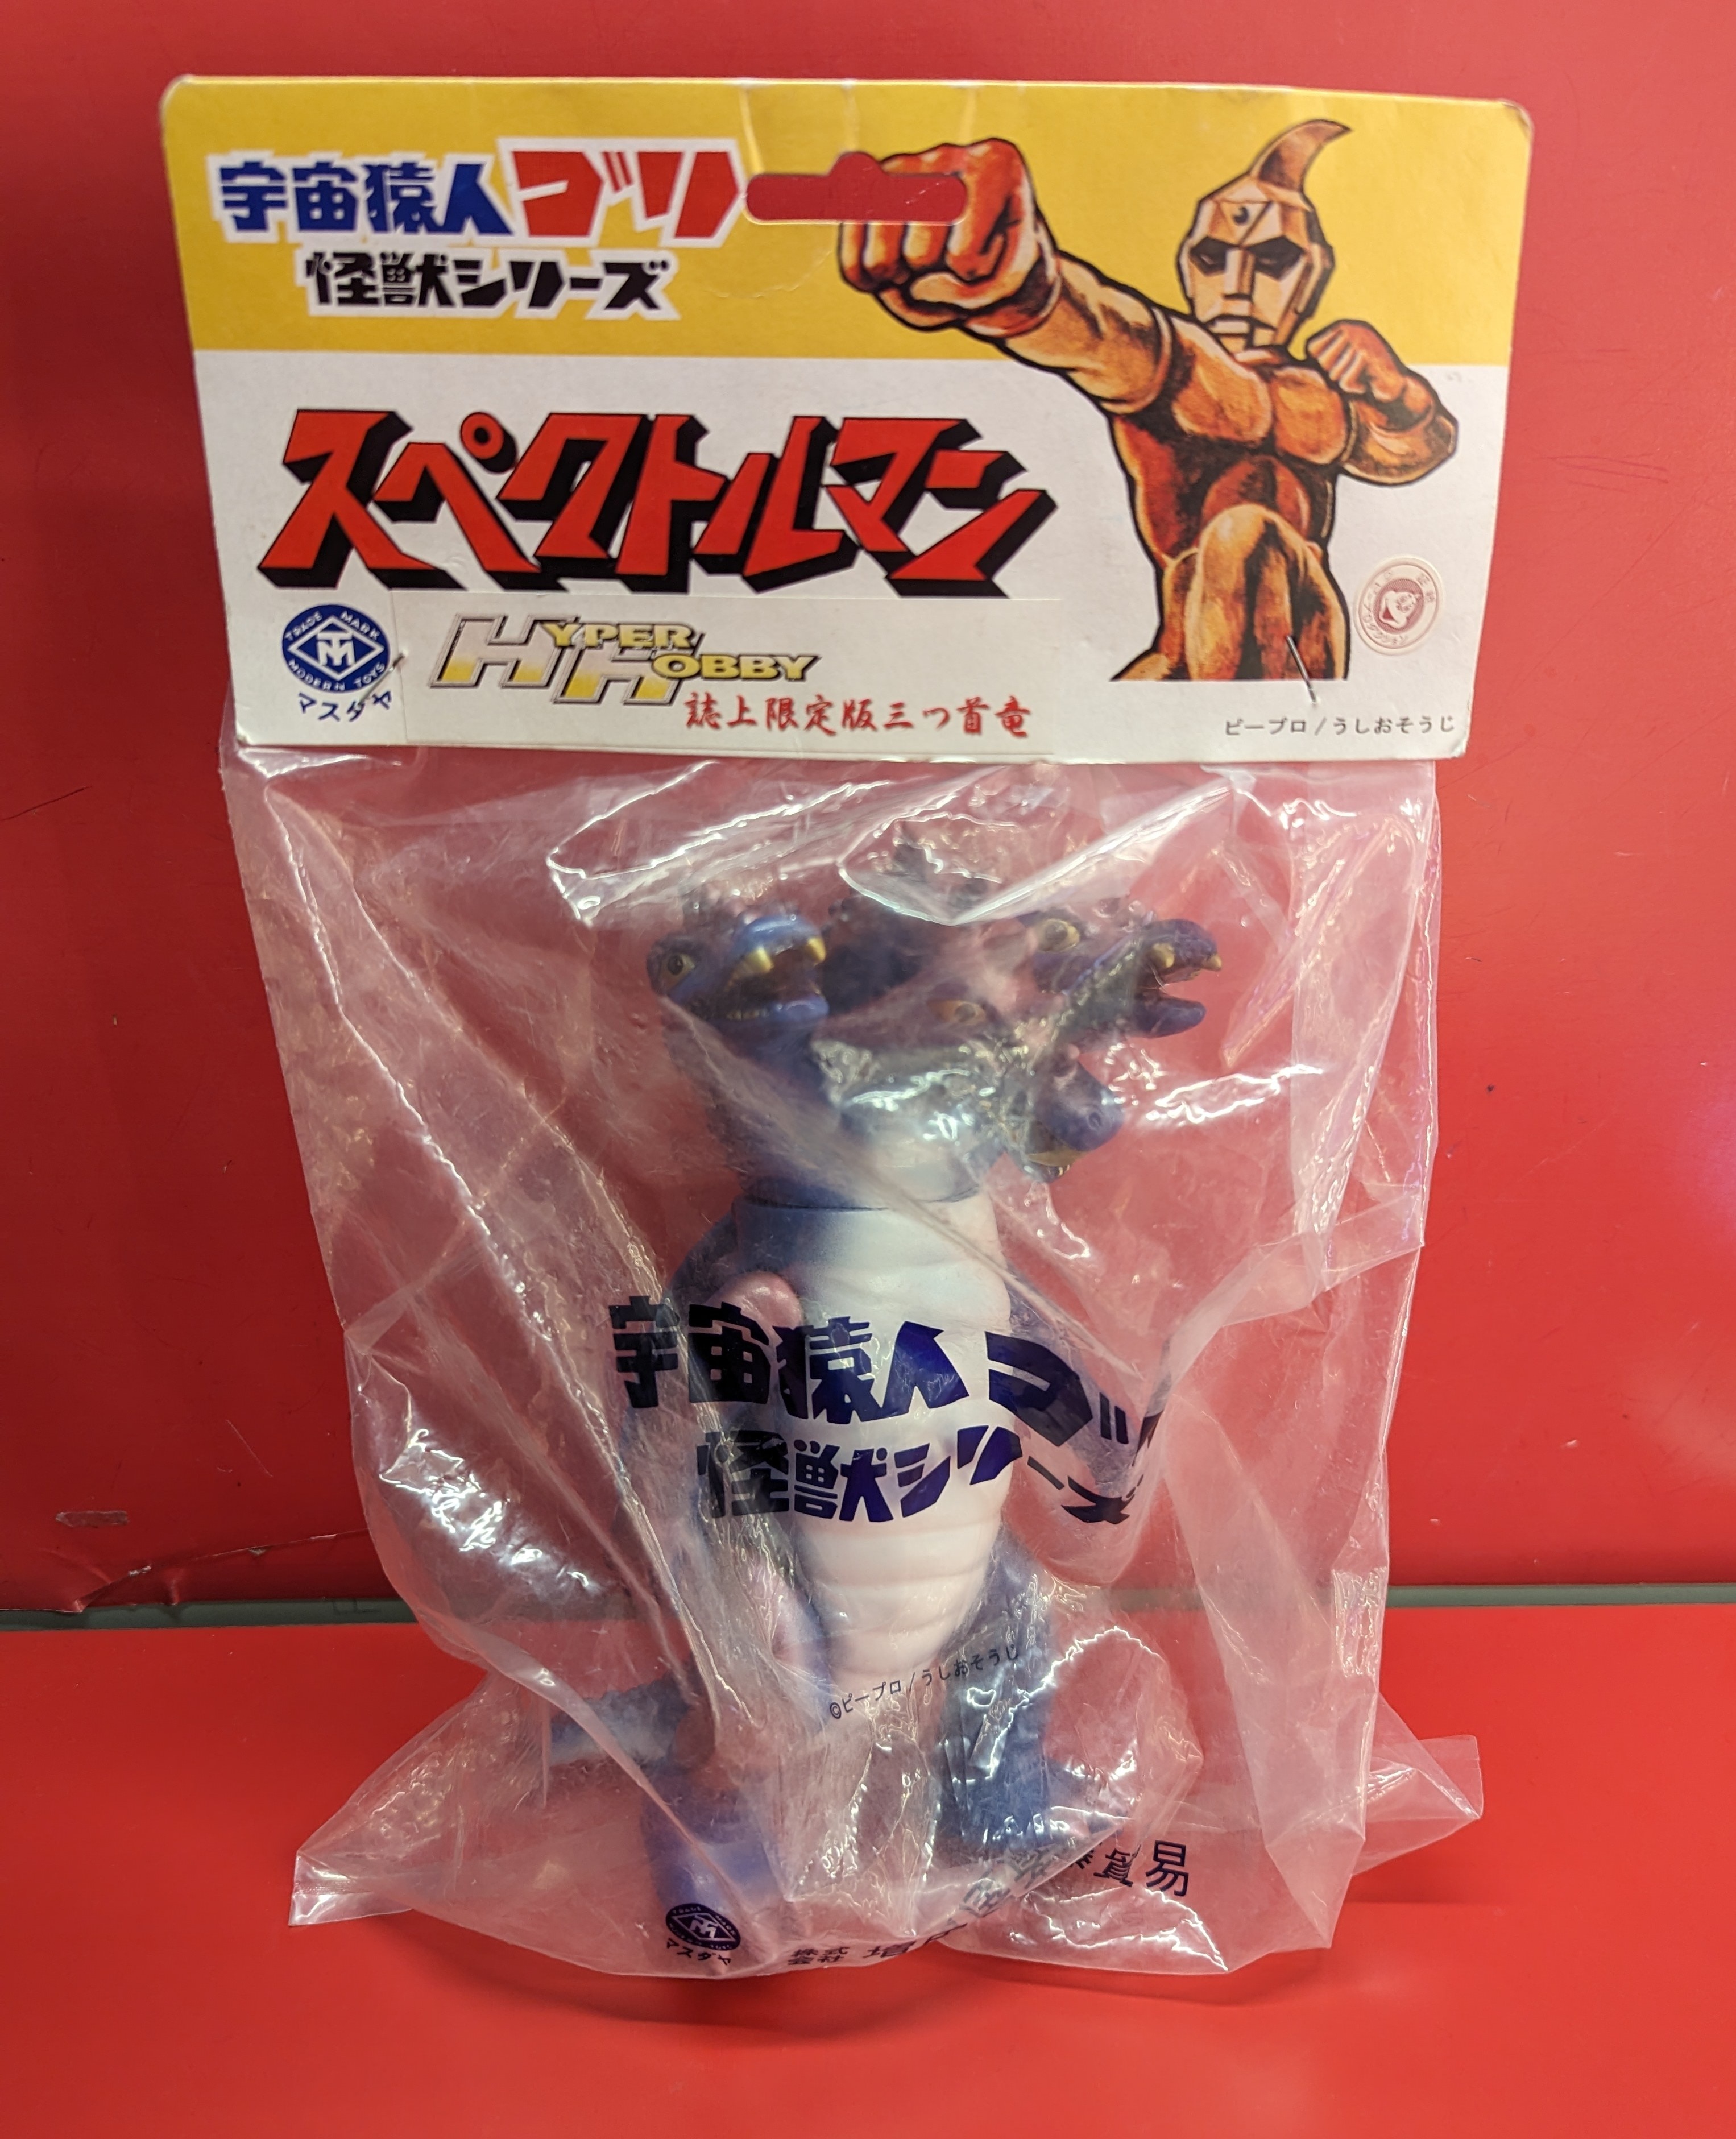 宇宙猿人ゴリ
怪獣シリーズ
スペクトルマン
TRADE MARK
TM
MODERN TOYS
マスダヤ
HYPER HOBBY
誌上限定版三つ首竜
ピープロ/うしおそうじ
宇宙猿人ゴリ
怪獣シリーズ
©ピープロ/うしおそうじ
TM
マスダヤ
株式会社 増
貿易